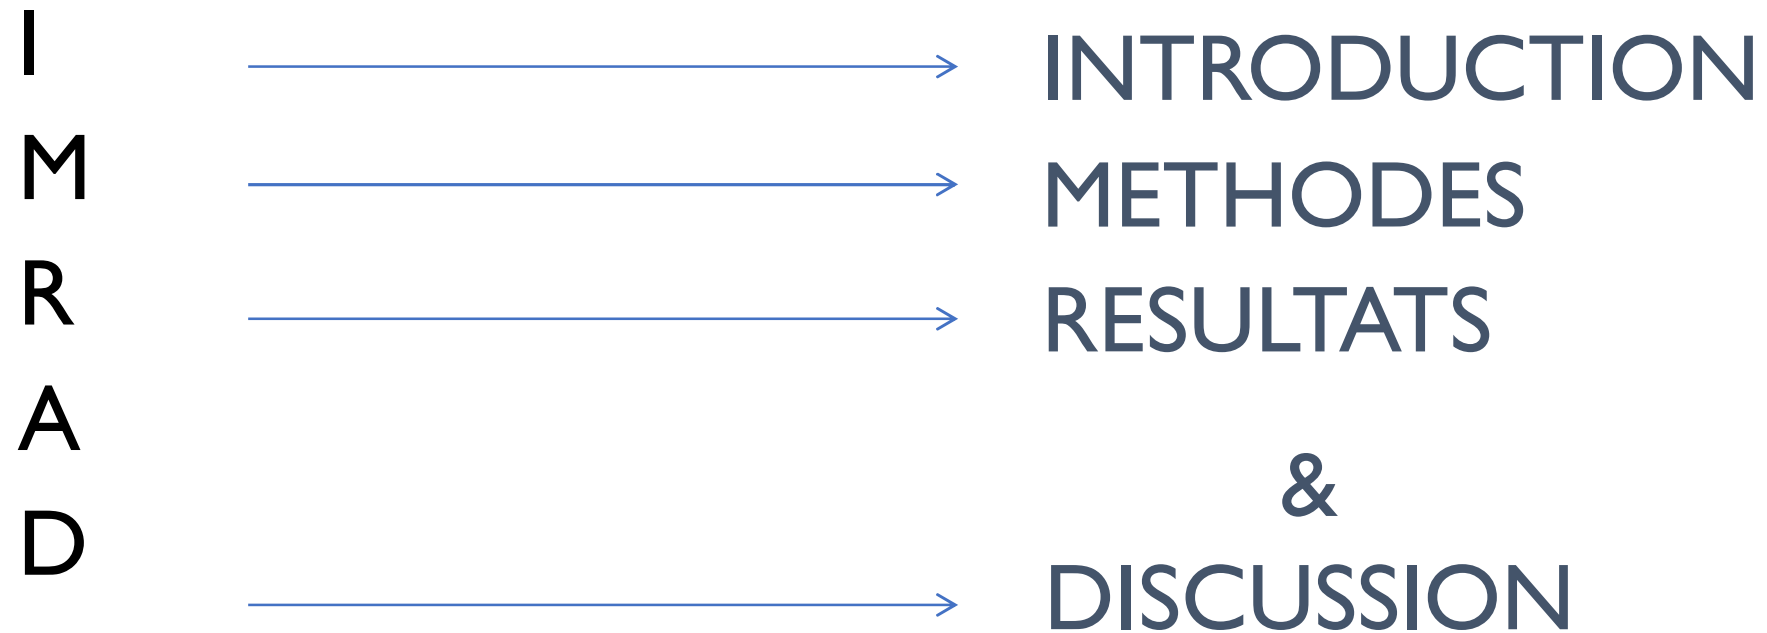 I
INTRODUCTION
M
METHODES
R
RESULTATS
A
&
D
DISCUSSION